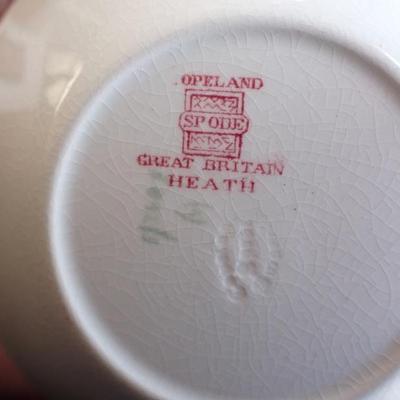 OPELAND
SPODE
GREAT BRITAIN
HEATH